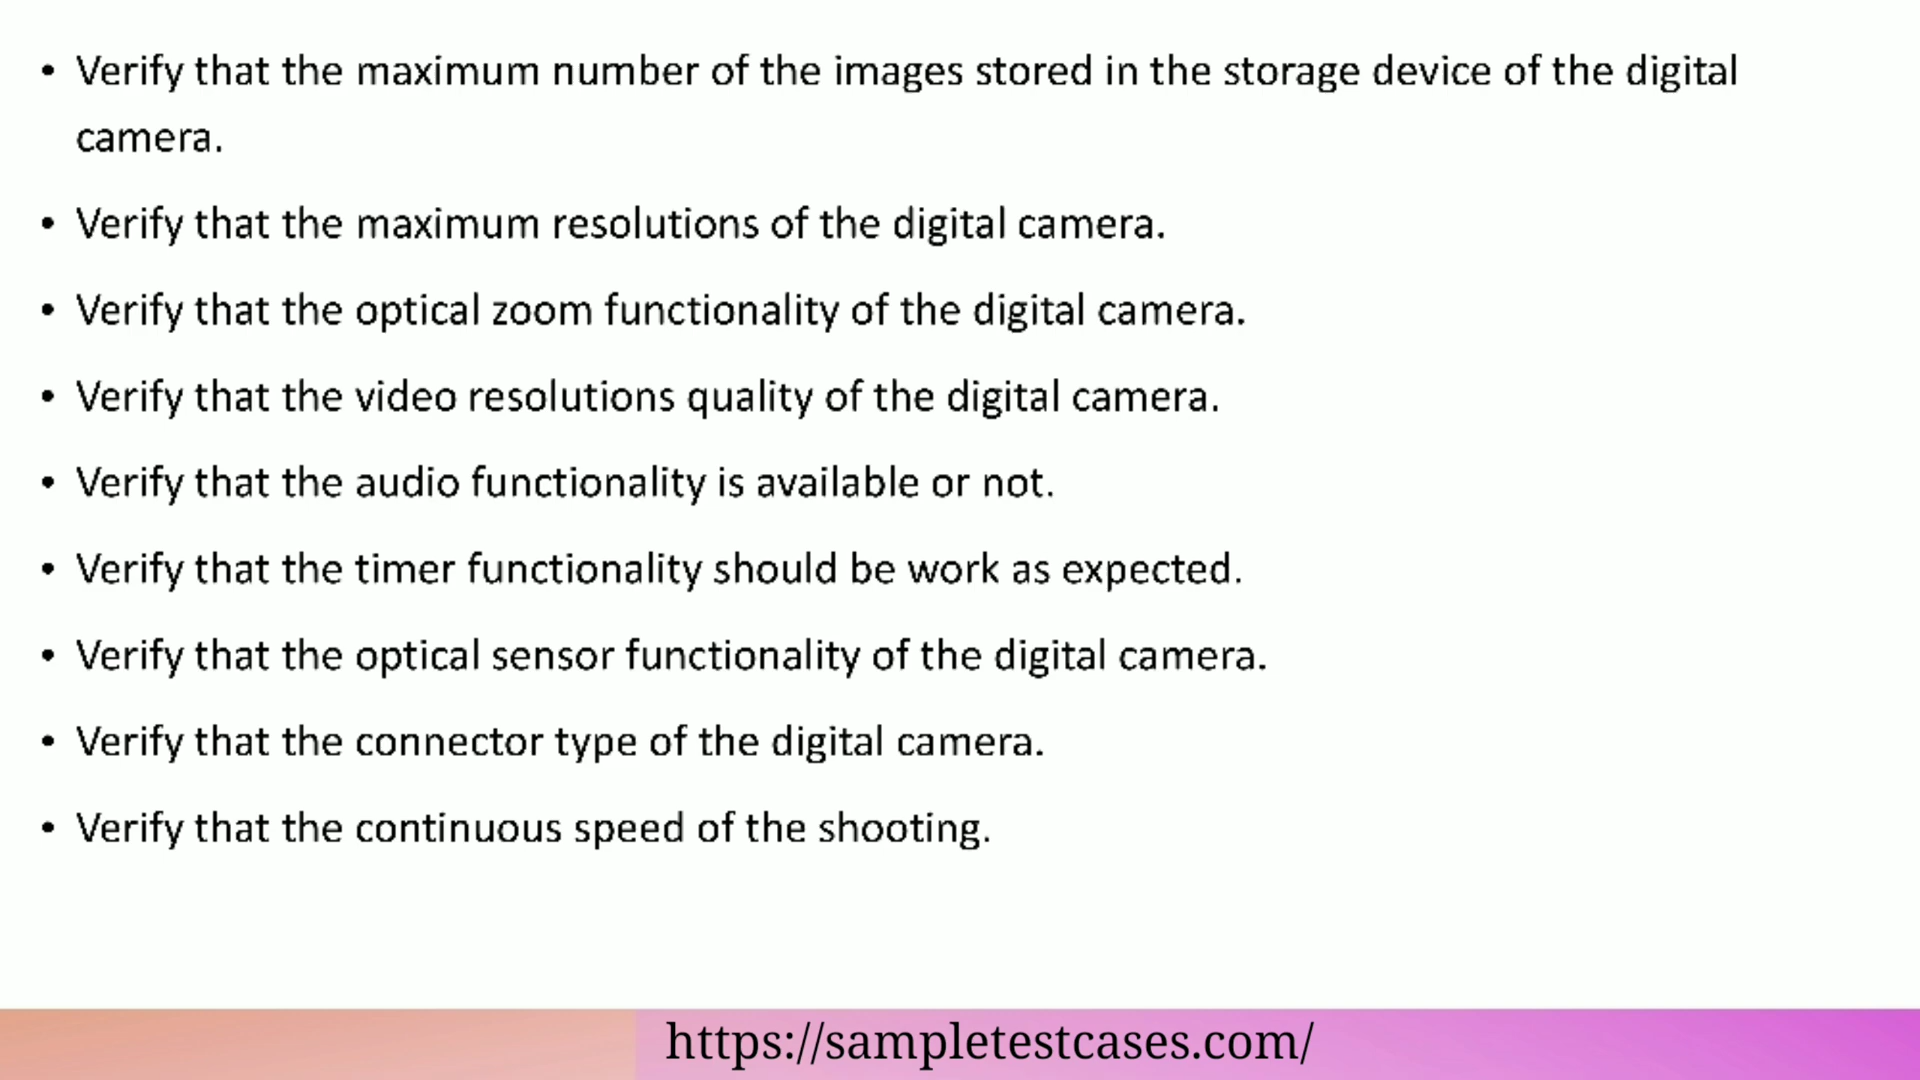 • Verify that the maximum number of the images stored in the storage device of the digital
camera.
• Verify that the maximum resolutions of the digital camera.
• Verify that the optical zoom functionality of the digital camera.
• Verify that the video resolutions quality of the digital camera.
• Verify that the audio functionality is available or not.
• Verify that the timer functionality should be work as expected.
• Verify that the optical sensor functionality of the digital camera.
• Verify that the connector type of the digital camera.
• Verify that the continuous speed of the shooting.
https://sampletestcases.com/